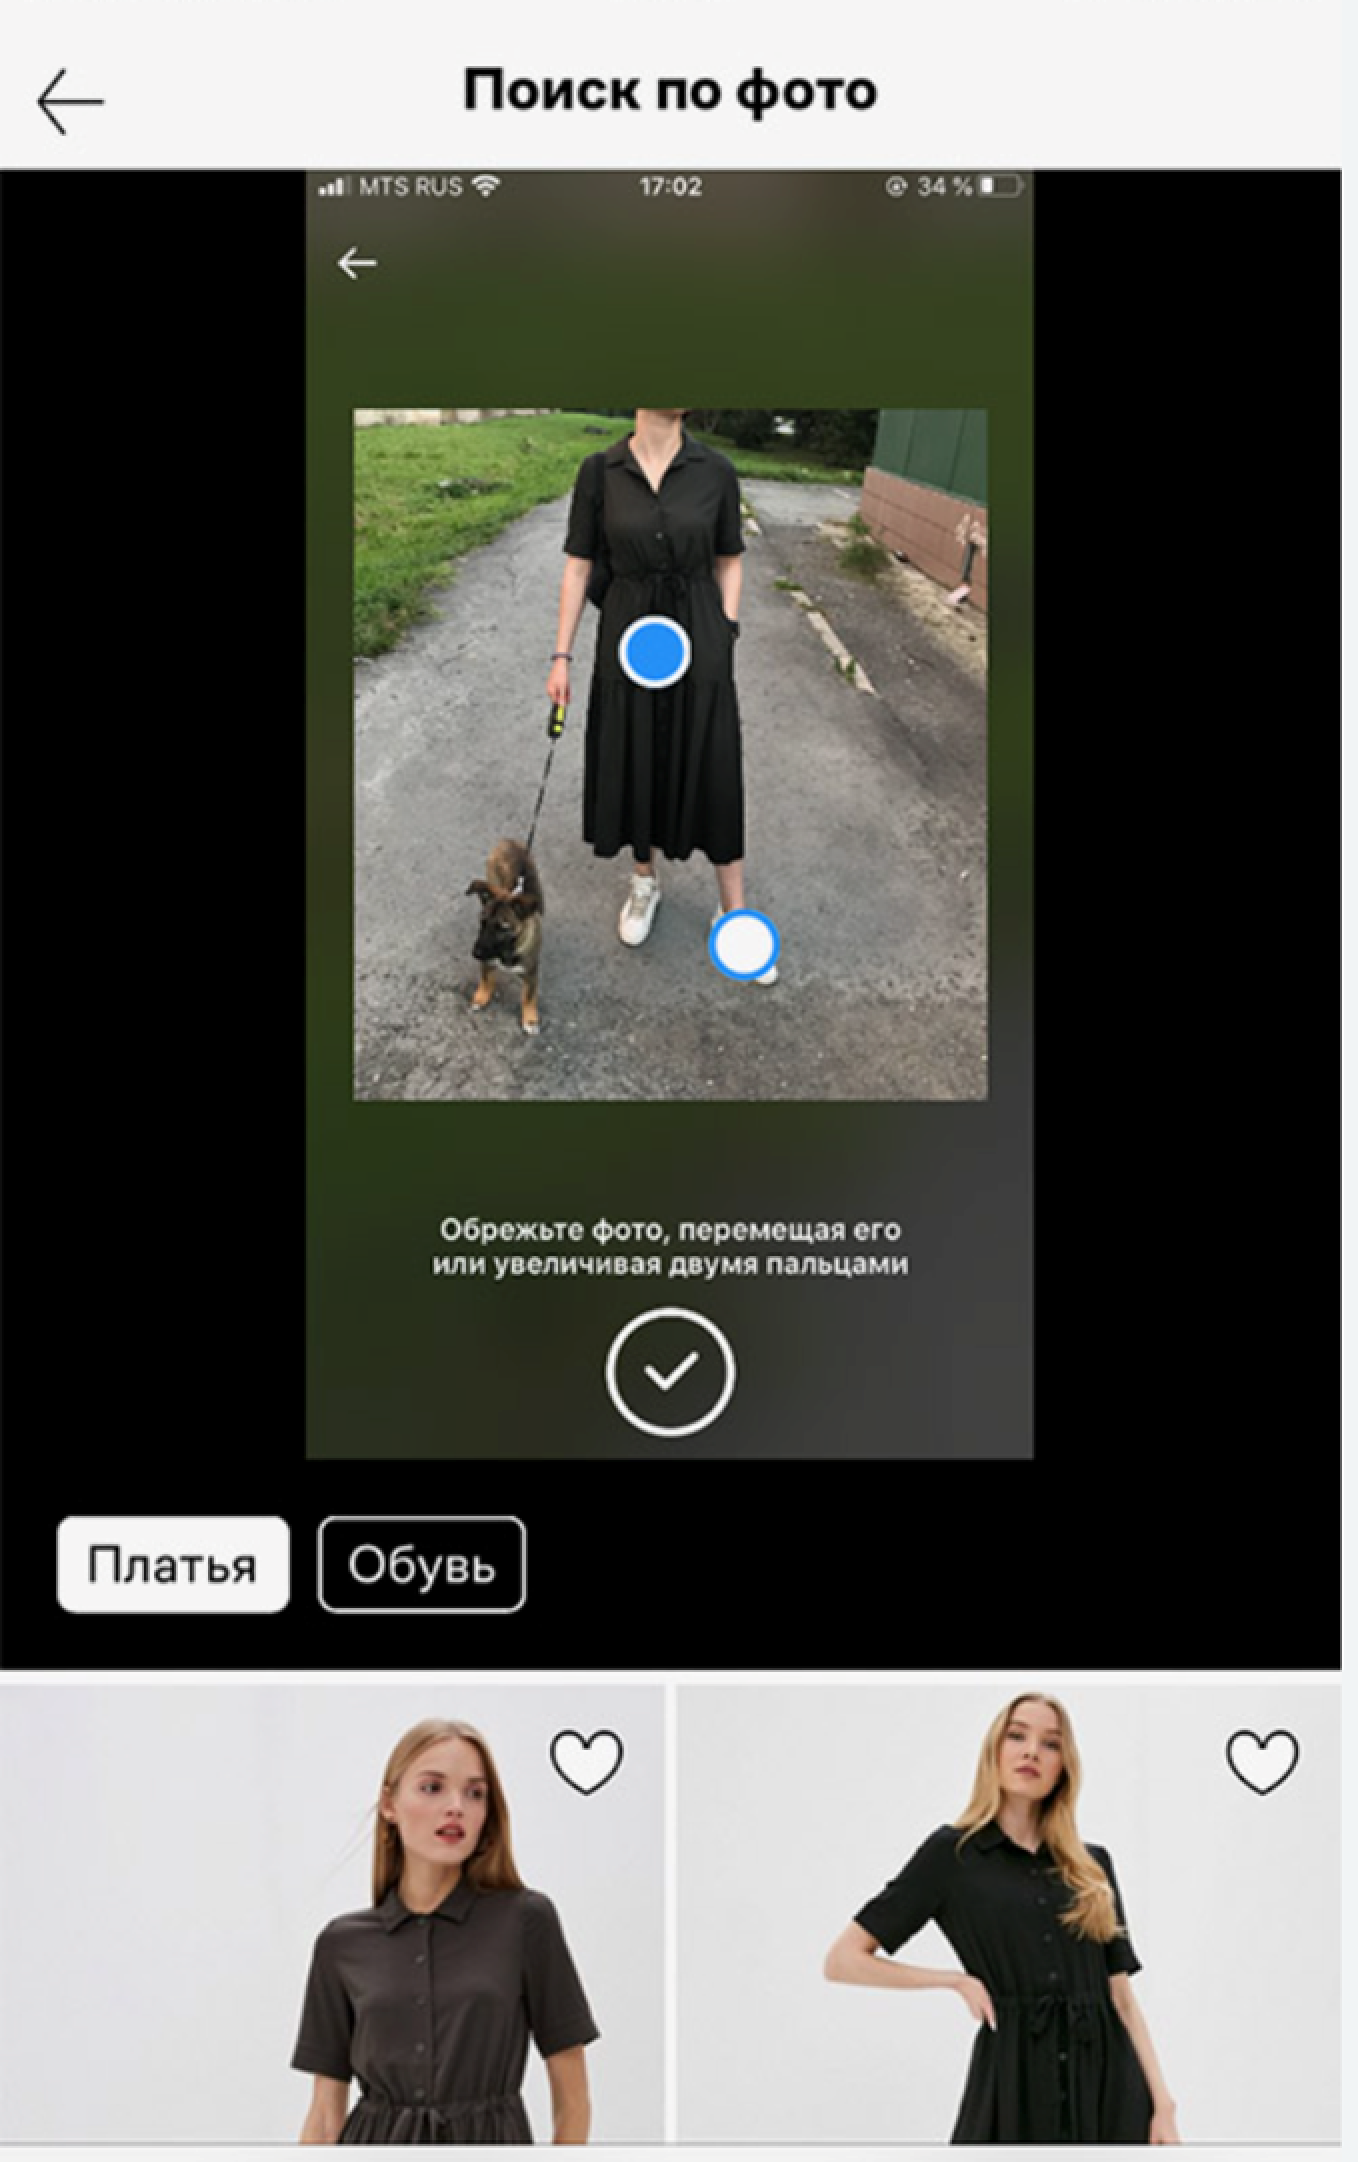 Поиск по фото
MTS RUS 17:02 34 %
Обрежьте фото, перемещая его
или увеличивая двумя пальцами
Платья Обувь